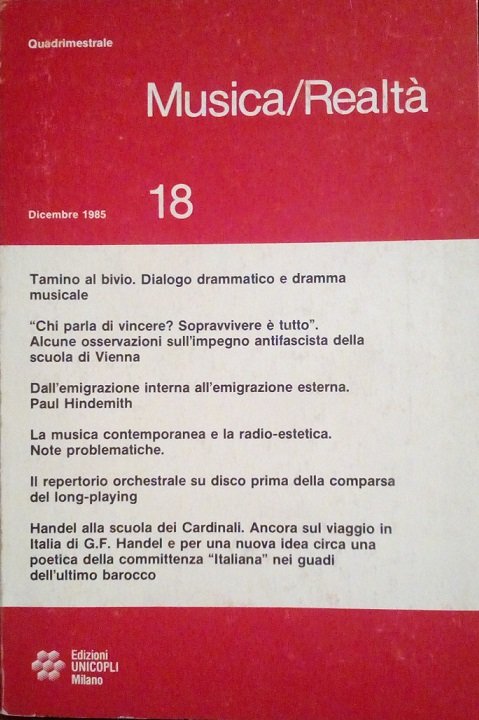 Quadrimestrale
Musica/Realtà
Dicembre 1985
18
Tamino al bivio. Dialogo drammatico e dramma
musicale
“Chi parla di vincere? Sopravvivere è tutto”.
Alcune osservazioni sull'impegno antifascista della
scuola di Vienna
Dall'emigrazione interna all'emigrazione esterna.
Paul Hindemith
La musica contemporanea e la radio-estetica.
Note problematiche.
Il repertorio orchestrale su disco prima della comparsa
del long-playing
Handel alla scuola dei Cardinali. Ancora sul viaggio in
Italia di G.F. Handel e per una nuova idea circa una
poetica della committenza “Italiana” nei guadi
dell'ultimo barocco
Edizioni
UNICOPLI
Milano